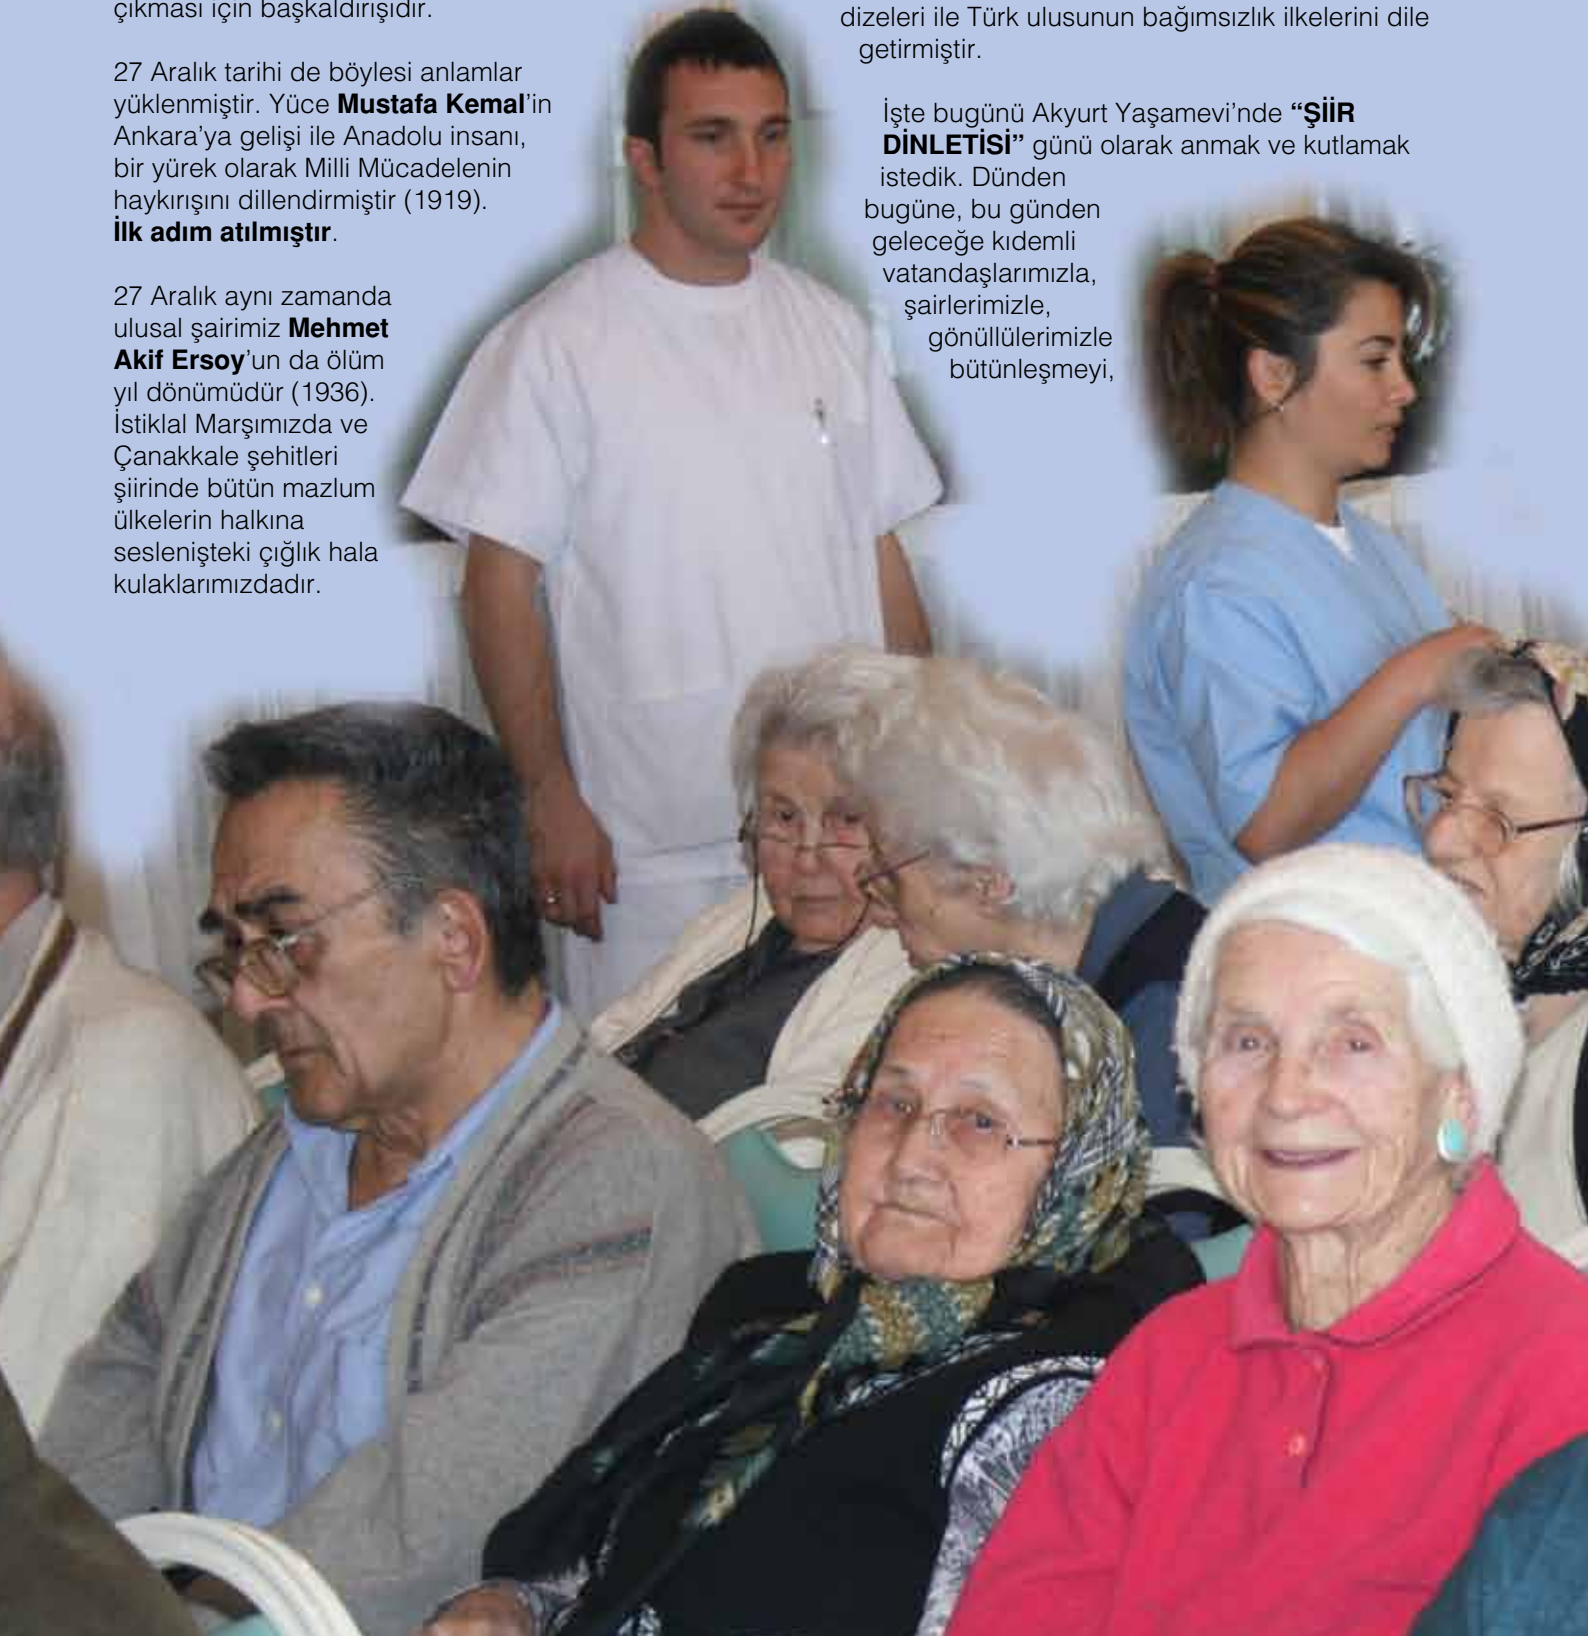 çıkması için başkaldırışıdır.
27 Aralık tarihi de böylesi anlamlar
yüklenmiştir. Yüce Mustafa Kemal’in
Ankara’ya gelişi ile Anadolu insanı,
bir yürek olarak Milli Mücadelenin
haykırışını dillendirmiştir (1919).
İlk adım atılmıştır.
27 Aralık aynı zamanda
ulusal şairimiz Mehmet
Akif Ersoy’un da ölüm
yıl dönümüdür (1936).
İstiklal Marşımızda ve
Çanakkale şehitleri
şiirinde bütün mazlum
ülkelerin halkına
seslenişteki çığlık hala
kulaklarımızdadır.
dizeleri ile Türk ulusunun bağımsızlık ilkelerini dile
getirmiştir.
İşte bugünü Akyurt Yaşamevi’nde “ŞİİR
DİNLETİSİ” günü olarak anmak ve kutlamak
istedik. Dünden
bugüne, bu günden
geleceğe kıdemli
vatandaşlarımızla,
şairlerimizle,
gönüllülerimizle
bütünleşmeyi,